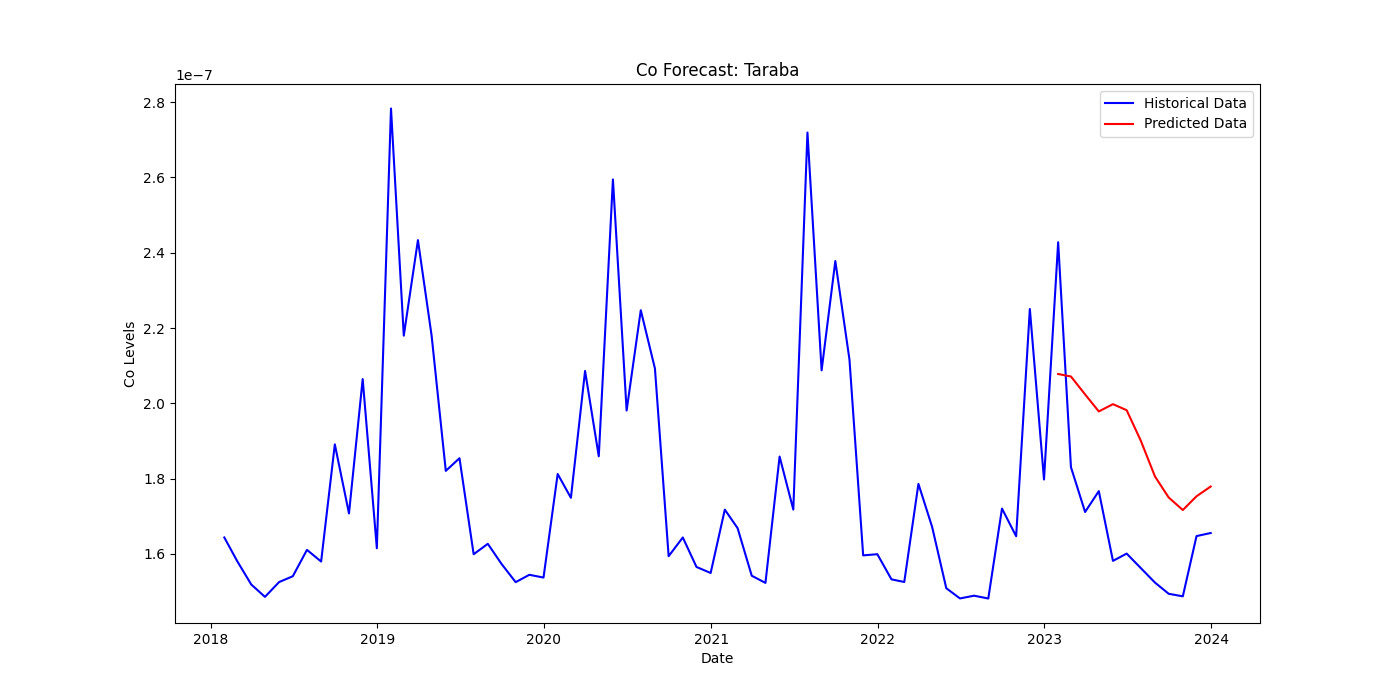 Co Forecast: Taraba
1e−7
Historical Data
Predicted Data
2.8
2.6
2.4
2.2
2.0
1.8
1.6
Co Levels
2018 2019 2020 2021 2022 2023 2024
Date